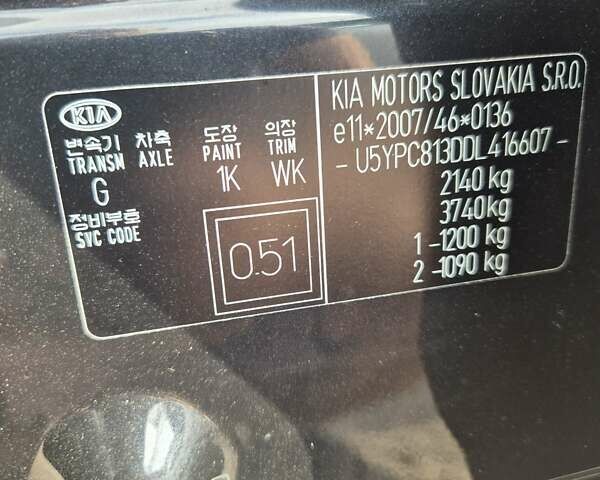 KIA
변속기 차축 도장 의장
TRANSM AXLE PAINT TRIM
G 1K WK
정비부호
SVC CODE
0.51
KIA MOTORS SLOVAKIA S.R.O.
e11*2007/46*0136
- U5YPC813DDL416607 -
2140 kg
3740kg
1 -1200 kg
2 -1090 kg